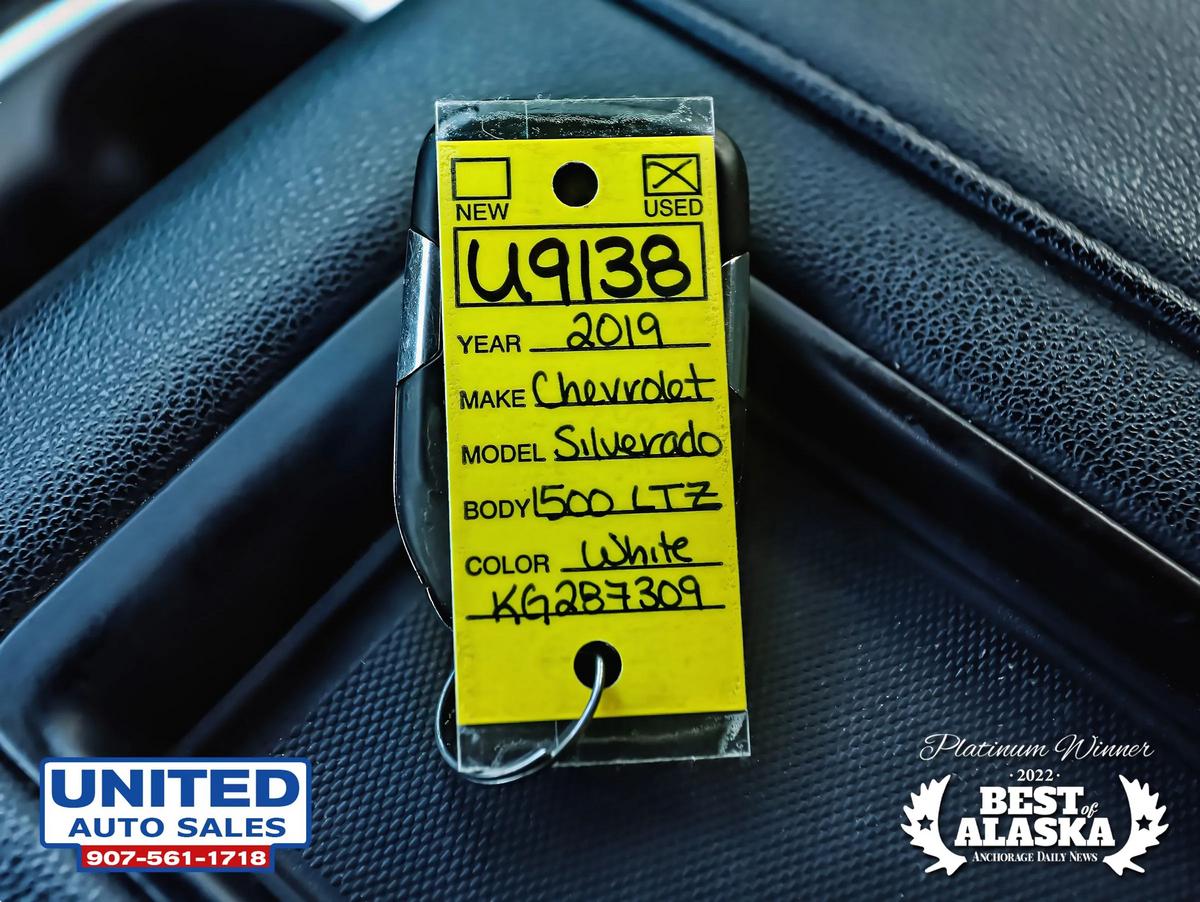 NEW USED
U9138
YEAR 2019
MAKE Chevrolet
MODEL Silverado
BODY 1500 LTZ
COLOR White
KG287309
UNITED
AUTO SALES
907-561-1718
Platinum Winner
·2022·
BEST of
ALASKA
ANCHORAGE DAILY NEWS